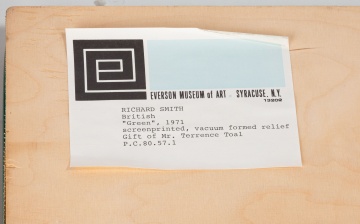 EVERSON MUSEUM of ART SYRACUSE, N.Y.
13202
RICHARD SMITH
British
"Green", 1971
screenprinted, vacuum formed relief
Gift of Mr. Terrence Toal
P.C.80.57.1